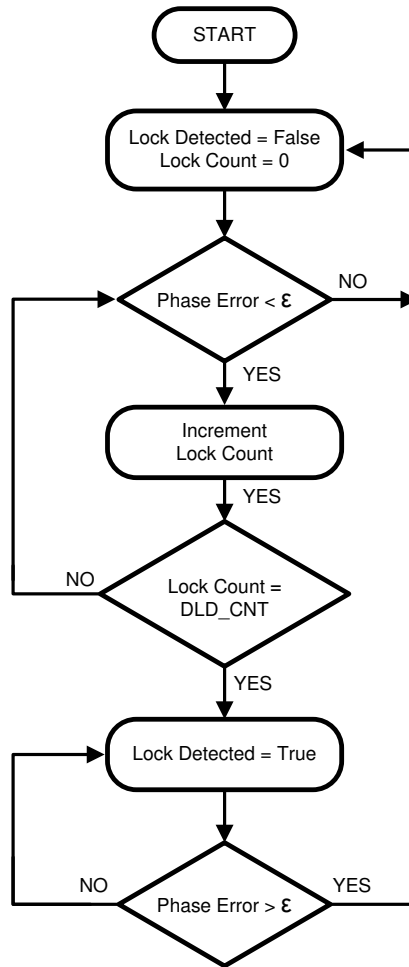 START
Lock Detected = False
Lock Count = 0
Phase Error < ε
NO
YES
Increment
Lock Count
YES
NO
Lock Count =
DLD_CNT
YES
Lock Detected = True
NO
Phase Error > ε
YES